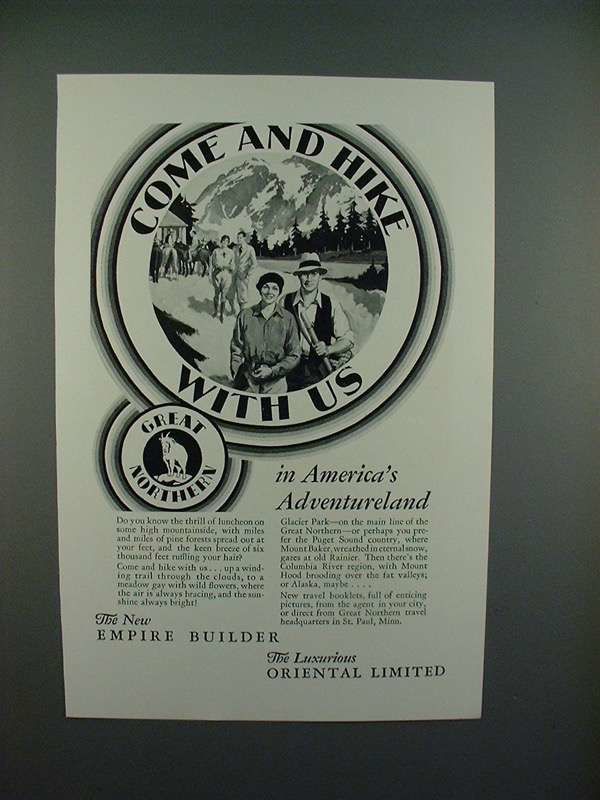 COME AND HIKE
WITH US
GREAT
NORTHERN
in America's
Adventureland
Do you know the thrill of luncheon on
some high mountainside, with miles
and miles of pine forests spread out at
your feet, and the keen breeze of six
thousand feet ruffling your hair?
Come and hike with us... up a wind-
ing trail through the clouds, to a
meadow gay with wild flowers, where
the air is always bracing, and the sun-
shine always bright!
Glacier Park—on the main line of the
Great Northern—or perhaps you pre-
fer the Puget Sound country, where
Mount Baker, wreathed in eternal snow,
gazes at old Rainier. Then there's the
Columbia River region, with Mount
Hood brooding over the fat valleys;
or Alaska, maybe ....
New travel booklets, full of enticing
pictures, from the agent in your city,
or direct from Great Northern travel
headquarters in St. Paul, Minn.
The New
EMPIRE BUILDER
The Luxurious
ORIENTAL LIMITED